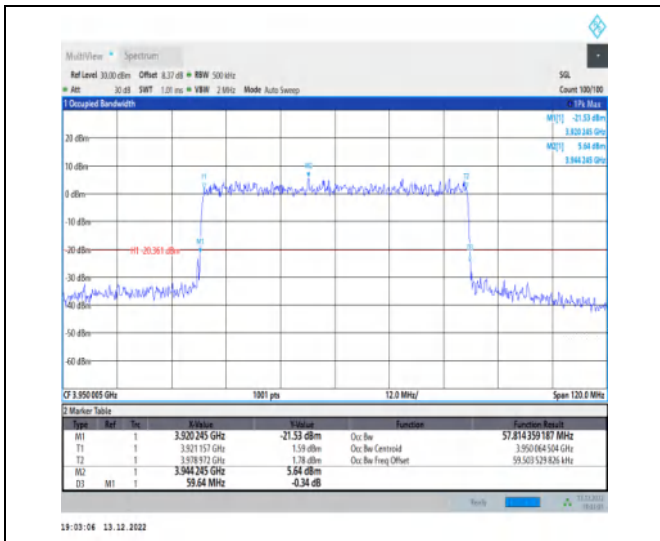 MultiView Spectrum
Ref Level 30.00 dBm Offset 8.37 dB RBW 500 kHz SGL
Att 30 dB SWT 1.01 ms VBW 2 MHz Mode Auto Sweep Count 100/100
1 Occupied Bandwidth 1Pk Max
M1[1] -21.53 dBm
3.920 245 GHz
M2[1] 5.64 dBm
3.944 245 GHz
20 dBm
10 dBm
T1 M2 T2
0 dBm
-10 dBm
M1
-20 dBm H1 -20.361 dBm
-30 dBm
-40 dBm
-50 dBm
-60 dBm
CF 3.950 005 GHz 1001 pts 12.0 MHz/ Span 120.0 MHz
2 Marker Table
Type Ref Trc X-Value Y-Value Function Function Result
M1 1 3.920 245 GHz -21.53 dBm Occ Bw 57.814 359 187 MHz
T1 1 3.921 157 GHz 1.59 dBm Occ Bw Centroid 3.950 064 504 GHz
T2 1 3.978 972 GHz 1.78 dBm Occ Bw Freq Offset 59.503 529 826 kHz
M2 1 3.944 245 GHz 5.64 dBm
D3 M1 1 59.64 MHz -0.34 dB
Ready
19:03:06 13.12.2022